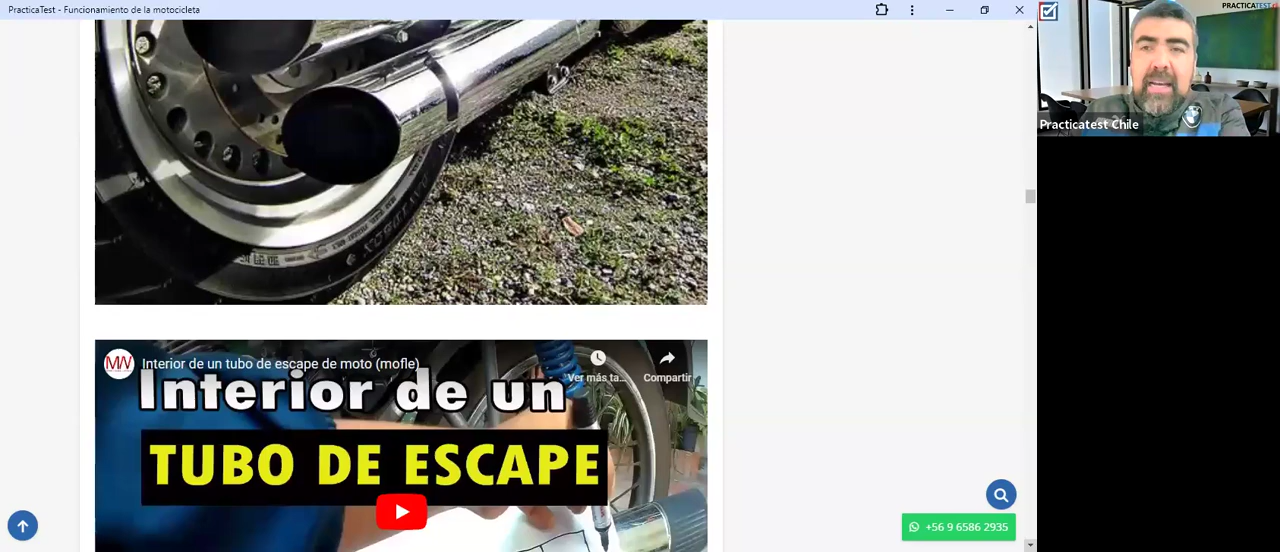 PracticaTest - Funcionamiento de la motocicleta
PRACTICATEST
Practicatest Chile
MW
Interior de un tubo de escape de moto (mofle)
Ver más ta...
Compartir
Interior de un
TUBO DE ESCAPE
+56 9 6586 2935